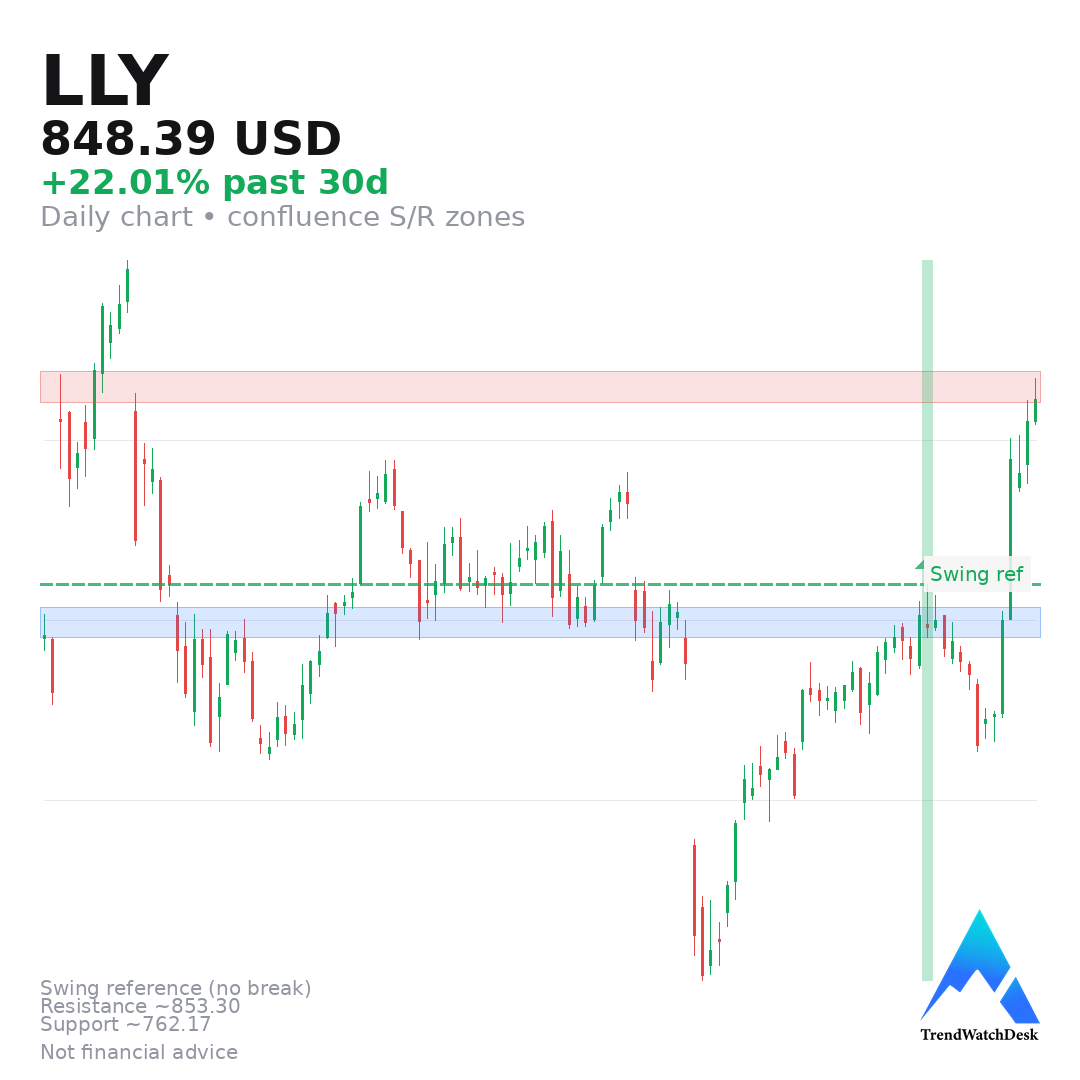 LLY
848.39 USD
+22.01% past 30d
Daily chart • confluence S/R zones
Swing ref
Swing reference (no break)
Resistance ~853.30
Support ~762.17
Not financial advice
TrendWatchDesk